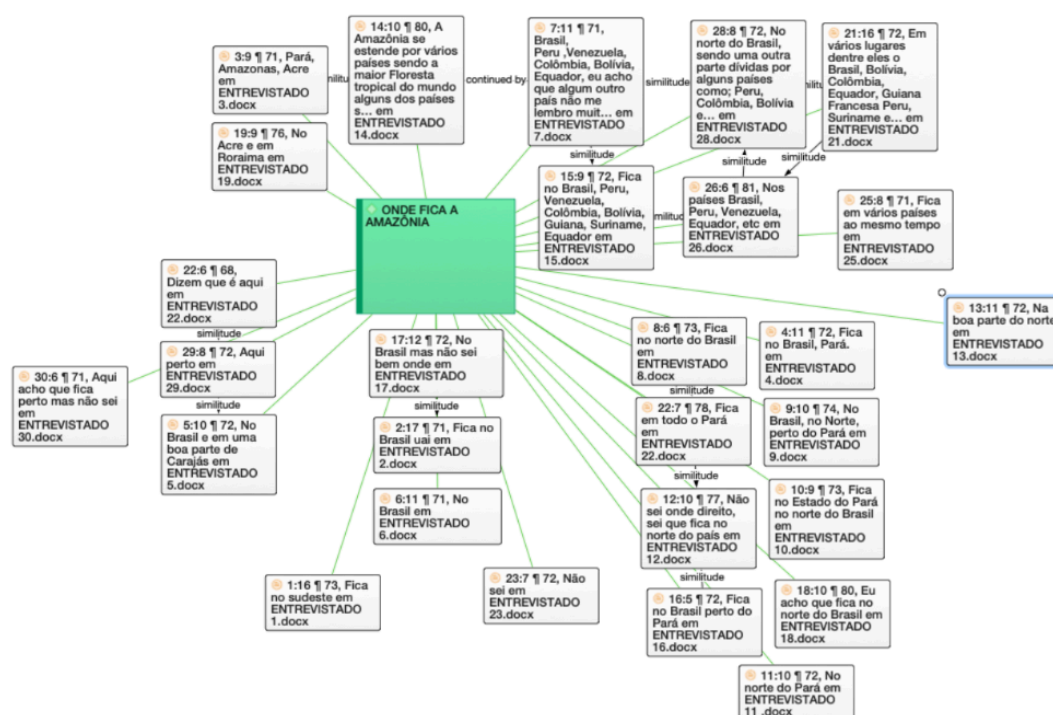 3:9 ¶ 71, Pará,
Amazonas, Acre
em
ENTREVISTADO
3.docx
14:10 ¶ 80, A
Amazônia se
estende por vários
países sendo a
maior Floresta
tropical do mundo
alguns dos países
s... em
ENTREVISTADO
14.docx
continued by
7:11 ¶ 71,
Brasil,
Peru ,Venezuela,
Colômbia, Bolívia,
Equador, eu acho
que algum outro
país não me
lembro muit... em
ENTREVISTADO
7.docx
similitude
28:8 ¶ 72, No
norte do Brasil,
sendo uma outra
parte dívidas por
alguns países
como; Peru,
Colômbia, Bolívia
e... em
ENTREVISTADO
28.docx
21:16 ¶ 72, Em
vários lugares
dentre eles o
Brasil, Bolívia,
Colômbia,
Equador, Guiana
Francesa Peru,
Suriname e... em
ENTREVISTADO
21.docx
19:9 ¶ 76, No
Acre e em
Roraima em
ENTREVISTADO
19.docx
similitude
similitude
similitude
15:9 ¶ 72, Fica
no Brasil, Peru,
Venezuela,
Colômbia, Bolívia,
Guiana, Suriname,
Equador em
ENTREVISTADO
15.docx
26:6 ¶ 81, Nos
países Brasil,
Peru, Venezuela,
Equador, etc em
ENTREVISTADO
26.docx
25:8 ¶ 71, Fica
em vários países
ao mesmo tempo
em
ENTREVISTADO
25.docx
ONDE FICA A
AMAZÔNIA
22:6 ¶ 68,
Dizem que é aqui
em
ENTREVISTADO
22.docx
similitude
29:8 ¶ 72, Aqui
perto em
ENTREVISTADO
29.docx
similitude
30:6 ¶ 71, Aqui
acho que fica
perto mas não sei
em
ENTREVISTADO
30.docx
5:10 ¶ 72, No
Brasil e em uma
boa parte de
Carajás em
ENTREVISTADO
5.docx
17:12 ¶ 72, No
Brasil mas não sei
bem onde em
ENTREVISTADO
17.docx
similitude
2:17 ¶ 71, Fica no
Brasil uai em
ENTREVISTADO
2.docx
6:11 ¶ 71, No
Brasil em
ENTREVISTADO
6.docx
1:16 ¶ 73, Fica
no sudeste em
ENTREVISTADO
1.docx
23:7 ¶ 72, Não
sei em
ENTREVISTADO
23.docx
8:6 ¶ 73, Fica
no norte do Brasil
em
ENTREVISTADO
8.docx
similitude
4:11 ¶ 72, Fica
no Brasil, Pará.
em
ENTREVISTADO
4.docx
13:11 ¶ 72, Na
boa parte do norte
em
ENTREVISTADO
13.docx
22:7 ¶ 78, Fica
em todo o Pará
em
ENTREVISTADO
22.docx
similitude
9:10 ¶ 74, No
Brasil, no Norte,
perto do Pará em
ENTREVISTADO
9.docx
12:10 ¶ 77, Não
sei onde direito,
sei que fica no
norte do país em
ENTREVISTADO
12.docx
similitude
10:9 ¶ 73, Fica
no Estado do Pará
no norte do Brasil
em
ENTREVISTADO
10.docx
16:5 ¶ 72, Fica
no Brasil perto do
Pará em
ENTREVISTADO
16.docx
18:10 ¶ 80, Eu
acho que fica no
norte do Brasil em
ENTREVISTADO
18.docx
11:10 ¶ 72, No
norte do Pará em
ENTREVISTADO
11 .docx